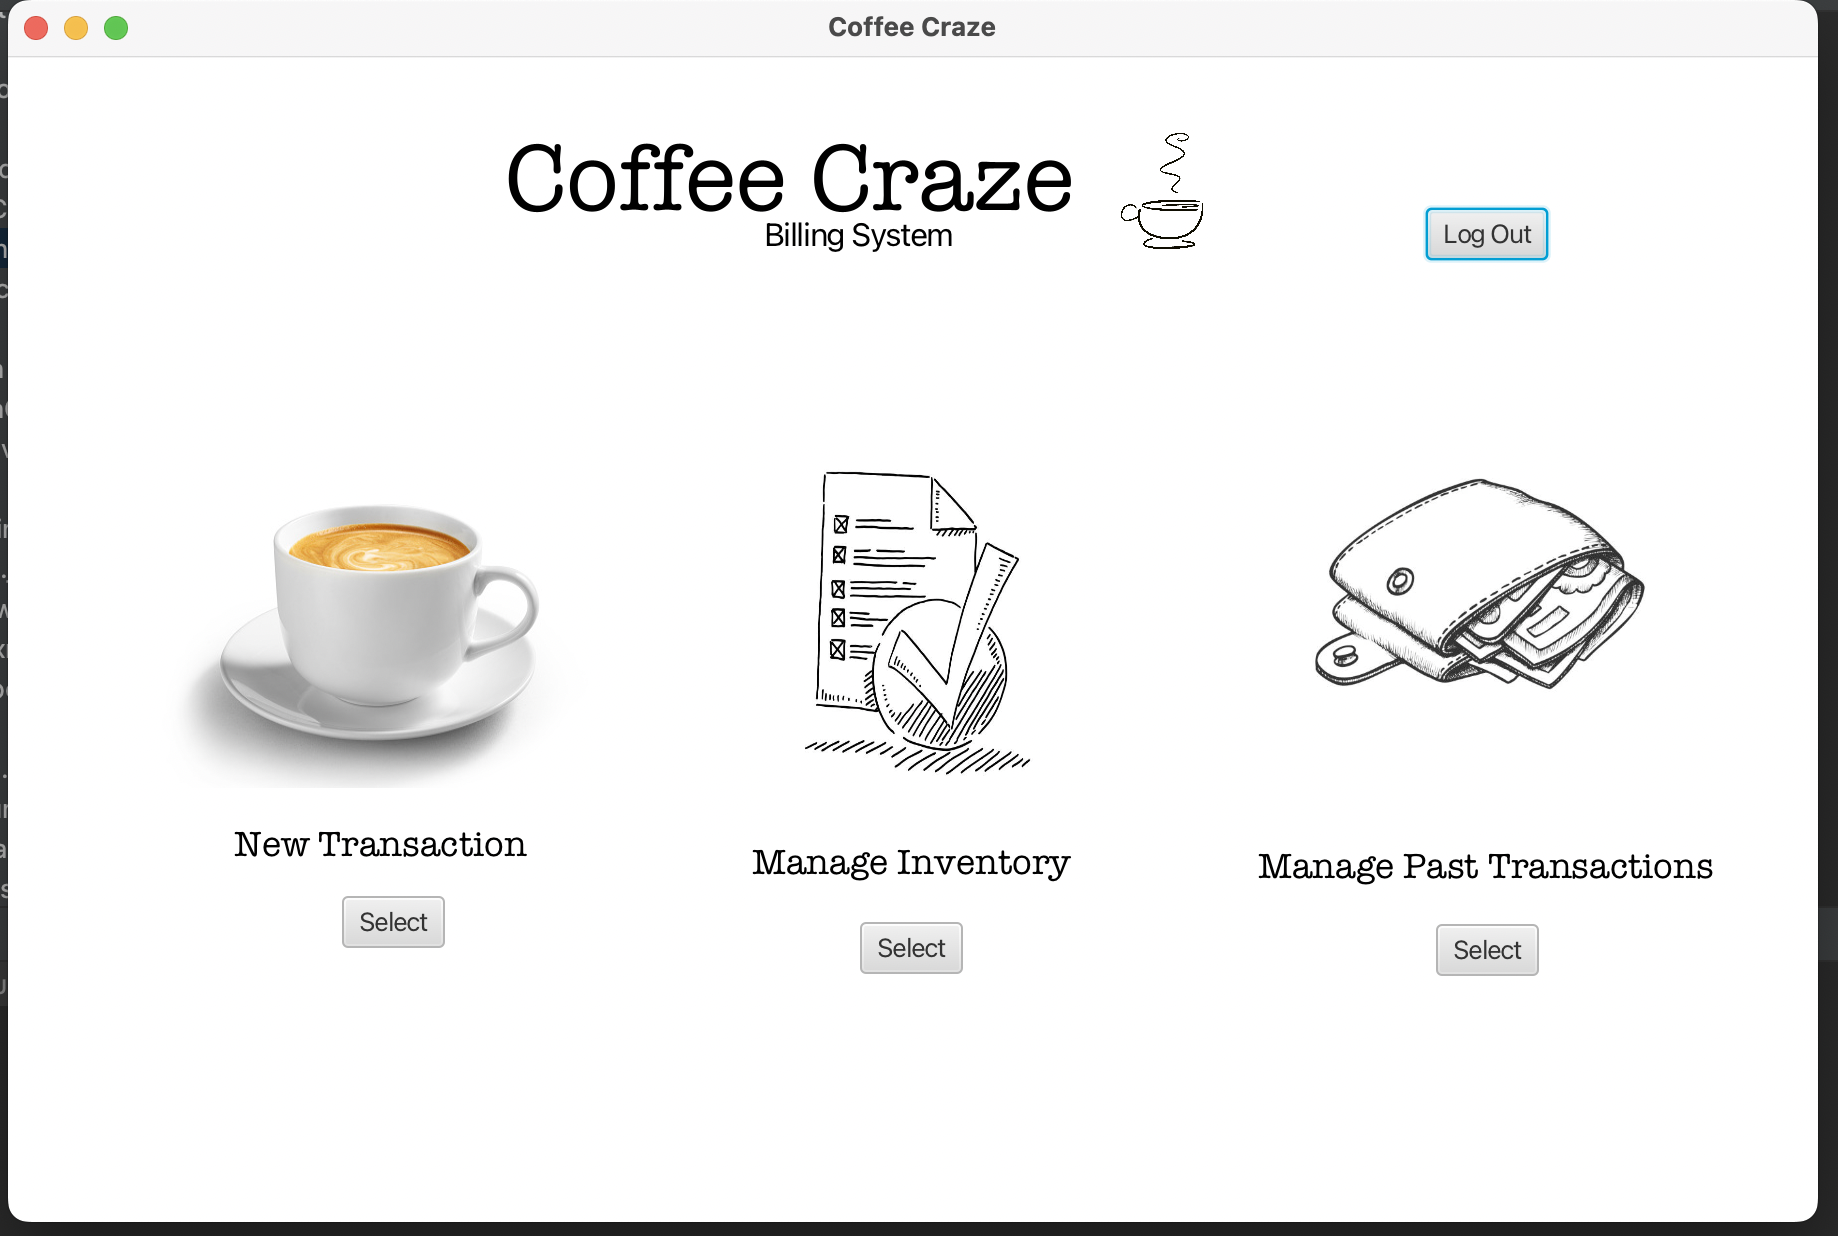 Coffee Craze
Coffee Craze
Billing System
Log Out
New Transaction
Manage Inventory
Manage Past Transactions
Select
Select
Select